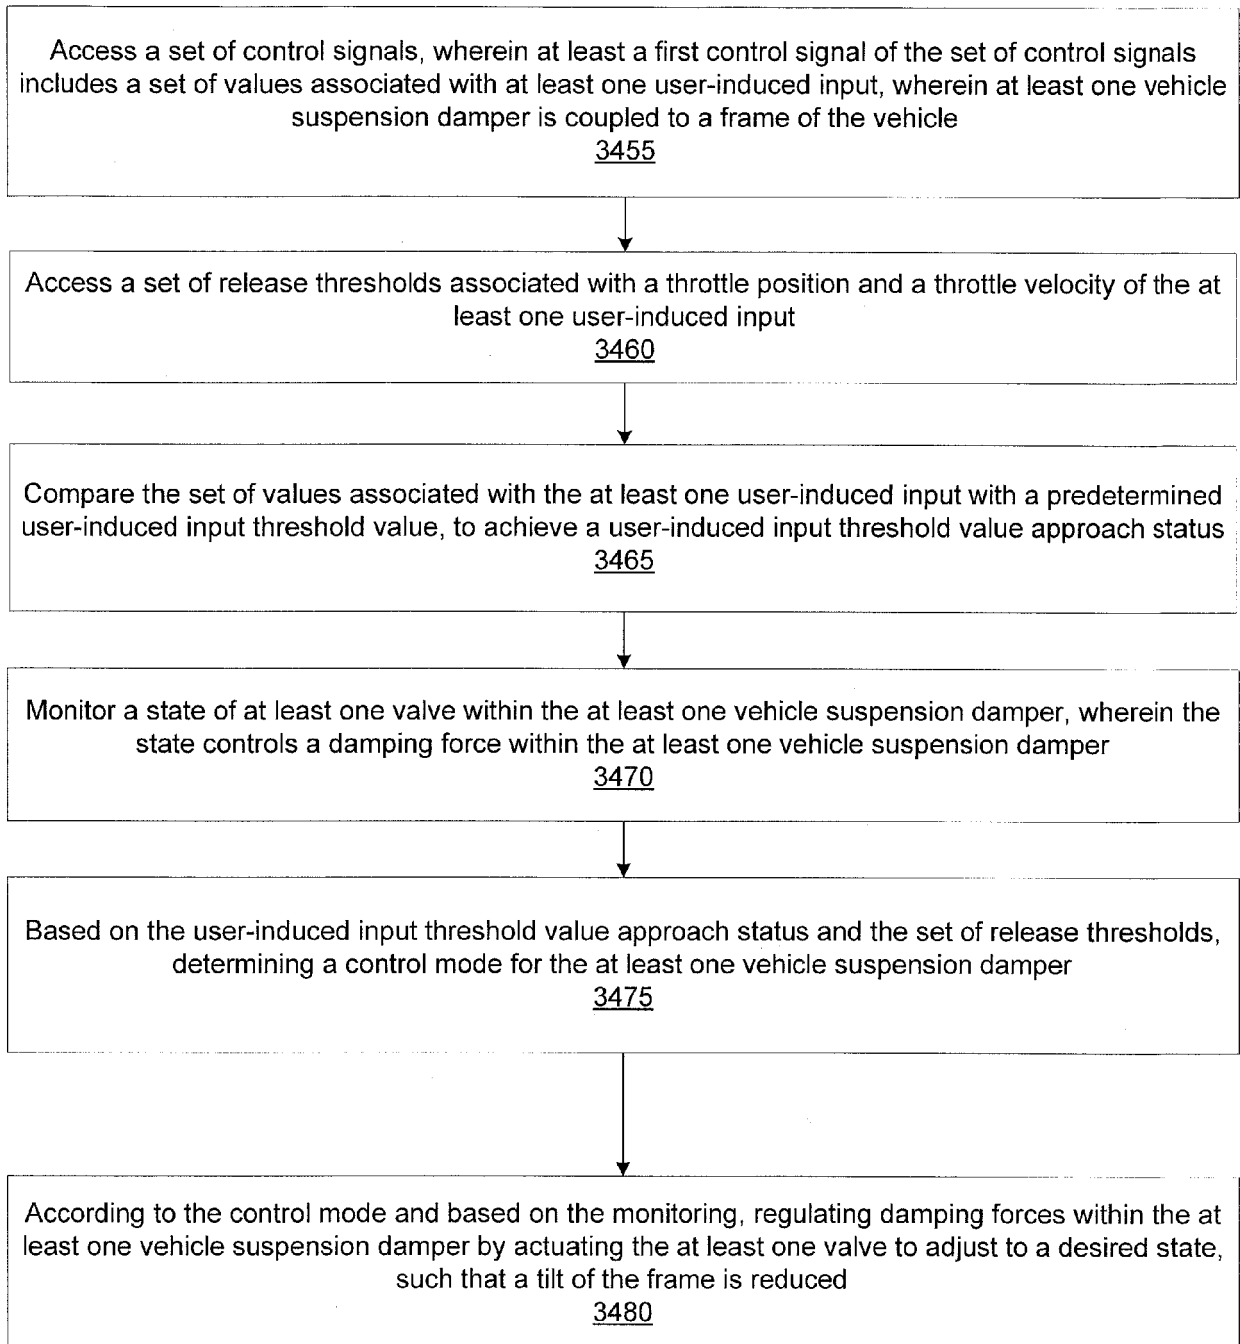 Access a set of control signals, wherein at least a first control signal of the set of control signals
includes a set of values associated with at least one user-induced input, wherein at least one vehicle
suspension damper is coupled to a frame of the vehicle
3455
Access a set of release thresholds associated with a throttle position and a throttle velocity of the at
least one user-induced input
3460
Compare the set of values associated with the at least one user-induced input with a predetermined
user-induced input threshold value, to achieve a user-induced input threshold value approach status
3465
Monitor a state of at least one valve within the at least one vehicle suspension damper, wherein the
state controls a damping force within the at least one vehicle suspension damper
3470
Based on the user-induced input threshold value approach status and the set of release thresholds,
determining a control mode for the at least one vehicle suspension damper
3475
According to the control mode and based on the monitoring, regulating damping forces within the at
least one vehicle suspension damper by actuating the at least one valve to adjust to a desired state,
such that a tilt of the frame is reduced
3480